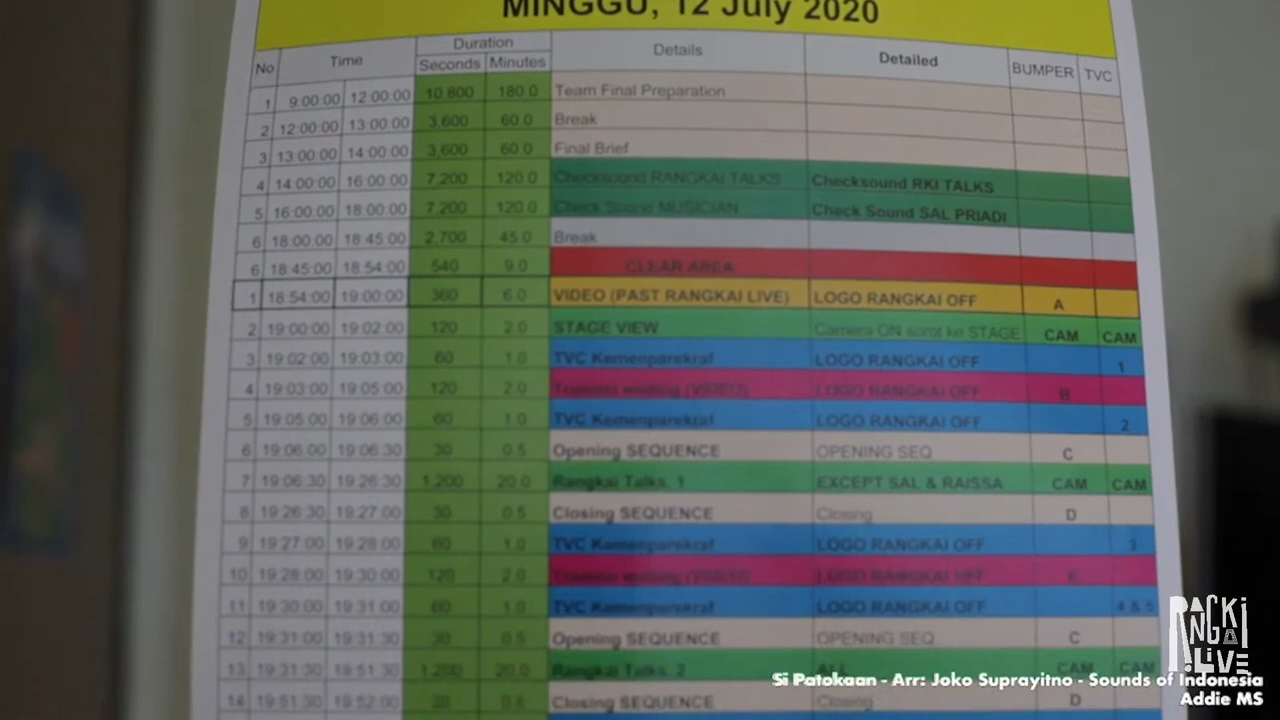 MINGGU, 12 July 2020
No Time Duration Details Detailed BUMPER TVC
Seconds Minutes
1 9:00:00 12:00:00 10,800 180.0 Team Final Preparation
2 12:00:00 13:00:00 3,600 60.0 Break
3 13:00:00 14:00:00 3,600 60.0 Final Brief
4 14:00:00 16:00:00 7,200 120.0 Checksound RANGKAI TALKS Checksound RKI TALKS
5 16:00:00 18:00:00 7,200 120.0 Check Sound MUSICIAN Check Sound SAL PRIADI
6 18:00:00 18:45:00 2,700 45.0 Break
6 18:45:00 18:54:00 540 9.0 CLEAR AREA
1 18:54:00 19:00:00 360 6.0 VIDEO (PAST RANGKAI LIVE) LOGO RANGKAI OFF A
2 19:00:00 19:02:00 120 2.0 STAGE VIEW Camera ON sorot ke STAGE CAM CAM
3 19:02:00 19:03:00 60 1.0 TVC Kemenparekraf LOGO RANGKAI OFF 1
4 19:03:00 19:05:00 120 2.0 (VIDEO) LOGO RANGKAI OFF B
5 19:05:00 19:06:00 60 1.0 TVC Kemenparekraf LOGO RANGKAI OFF 2
6 19:06:00 19:06:30 30 0.5 Opening SEQUENCE OPENING SEQ C
7 19:06:30 19:26:30 1,200 20.0 Rangkai Talks. 1 EXCEPT SAL & RAISSA CAM CAM
8 19:26:30 19:27:00 30 0.5 Closing SEQUENCE Closing D
9 19:27:00 19:28:00 60 1.0 TVC Kemenparekraf LOGO RANGKAI OFF 3
10 19:28:00 19:30:00 120 2.0 (VIDEO) LOGO RANGKAI OFF E
11 19:30:00 19:31:00 60 1.0 TVC Kemenparekraf LOGO RANGKAI OFF 4 & 5
12 19:31:00 19:31:30 30 0.5 Opening SEQUENCE OPENING SEQ C
13 19:31:30 19:51:30 1,200 20.0 Rangkai Talks. 2 ALL CAM CAM
14 19:51:30 19:52:00 30 0.5 Closing SEQUENCE Closing D
RANGKAI.LIVE
Si Patokaan - Arr: Joko Suprayitno - Sounds of Indonesia
Addie MS